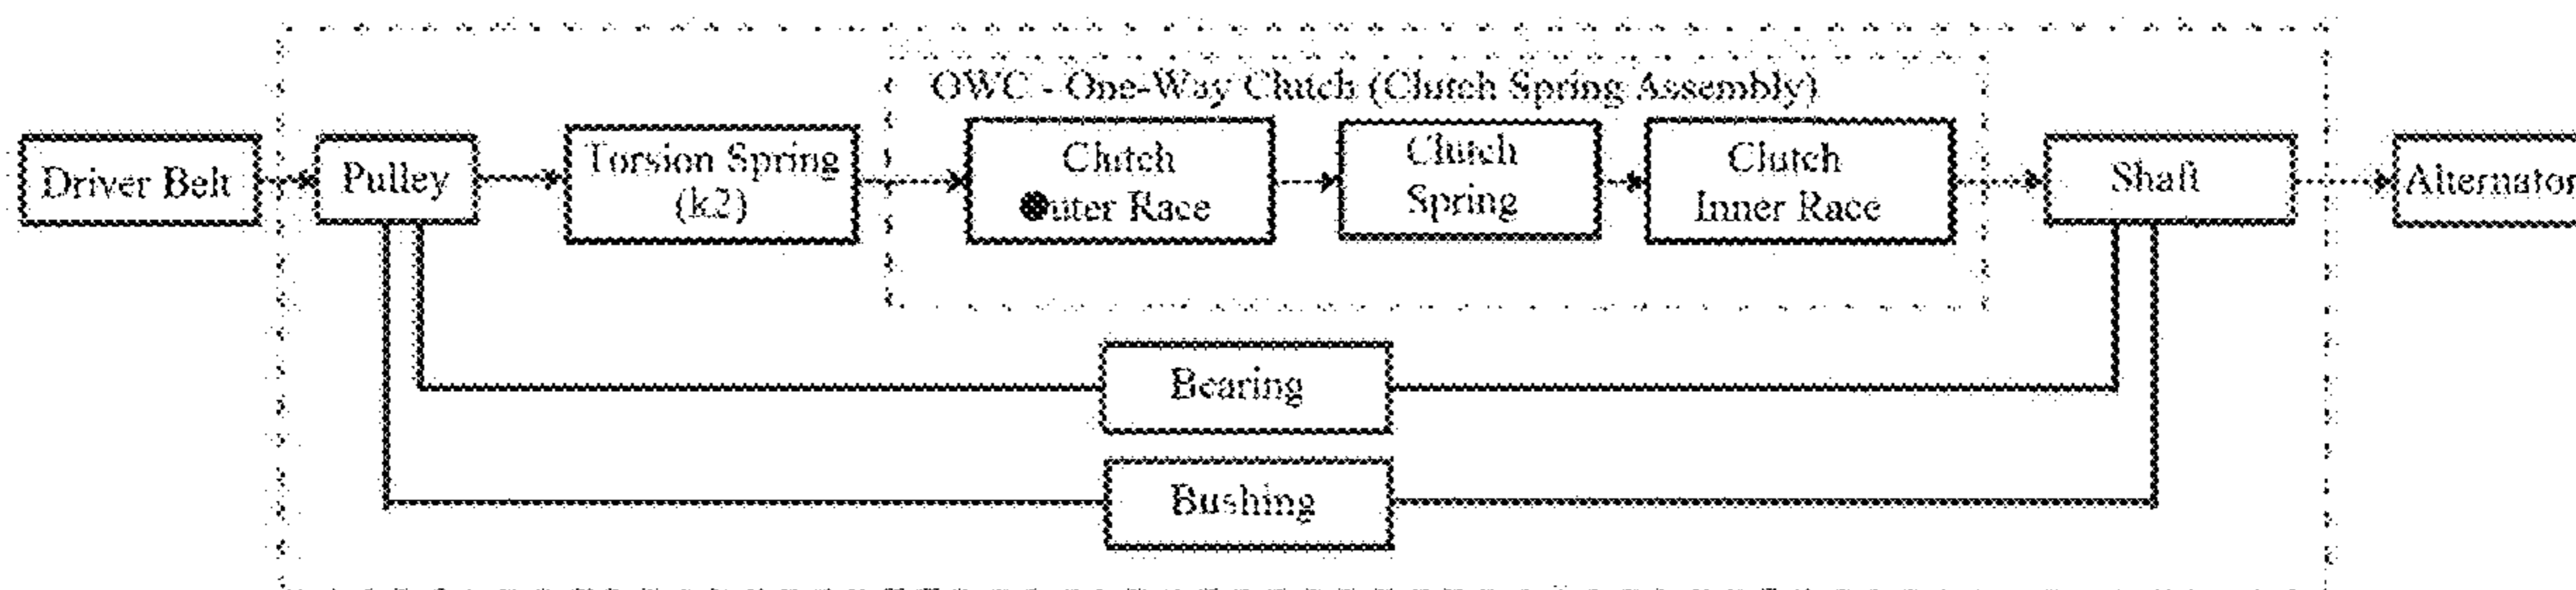 OWC - One-Way Clutch (Clutch Spring Assembly)
Driver Belt
Pulley
Torsion Spring
(k2)
Clutch
Outer Race
Clutch
Spring
Clutch
Inner Race
Shaft
Alternator
Bearing
Bushing